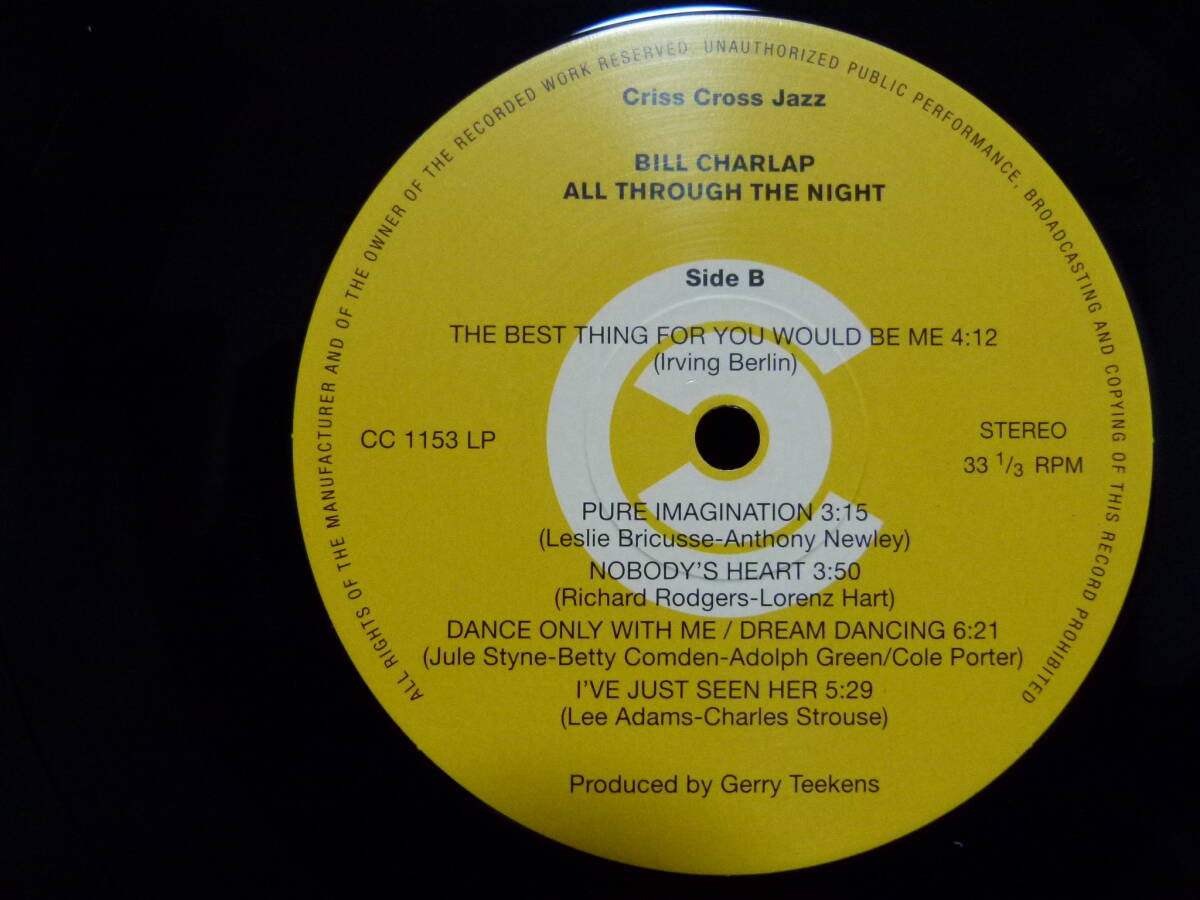 ALL RIGHTS OF THE MANUFACTURER AND OF THE OWNER OF THE RECORDED WORK RESERVED. UNAUTHORIZED PUBLIC PERFORMANCE, BROADCASTING AND COPYING OF THIS RECORD PROHIBITED
Criss Cross Jazz
BILL CHARLAP
ALL THROUGH THE NIGHT
Side B
THE BEST THING FOR YOU WOULD BE ME 4:12
(Irving Berlin)
CC 1153 LP
STEREO
33 1/3 RPM
PURE IMAGINATION 3:15
(Leslie Bricusse-Anthony Newley)
NOBODY'S HEART 3:50
(Richard Rodgers-Lorenz Hart)
DANCE ONLY WITH ME / DREAM DANCING 6:21
(Jule Styne-Betty Comden-Adolph Green/Cole Porter)
I'VE JUST SEEN HER 5:29
(Lee Adams-Charles Strouse)
Produced by Gerry Teekens